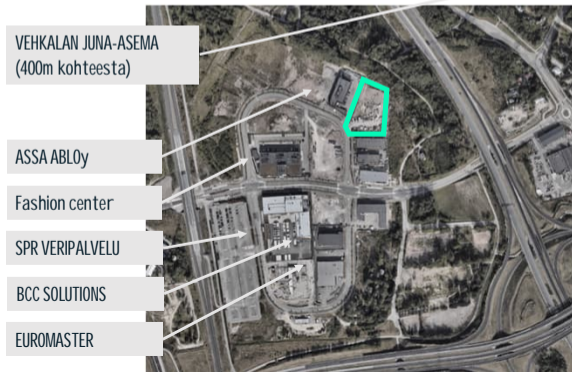 VEHKALAN JUNA-ASEMA
(400m kohteesta)
ASSA ABLOy
Fashion center
SPR VERIPALVELU
BCC SOLUTIONS
EUROMASTER